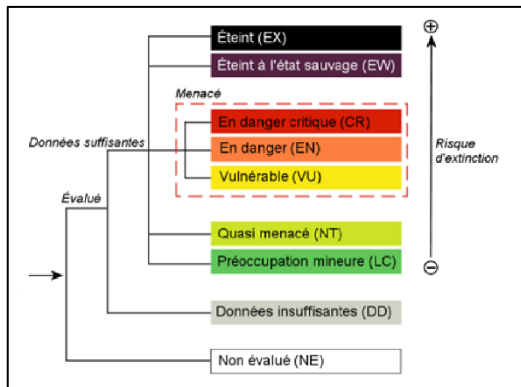 Éteint (EX)
Éteint à l'état sauvage (EW)
Menacé
En danger critique (CR)
Données suffisantes
En danger (EN)
Risque
d'extinction
Vulnérable (VU)
Évalué
Quasi menacé (NT)
Préoccupation mineure (LC)
Données insuffisantes (DD)
Non évalué (NE)